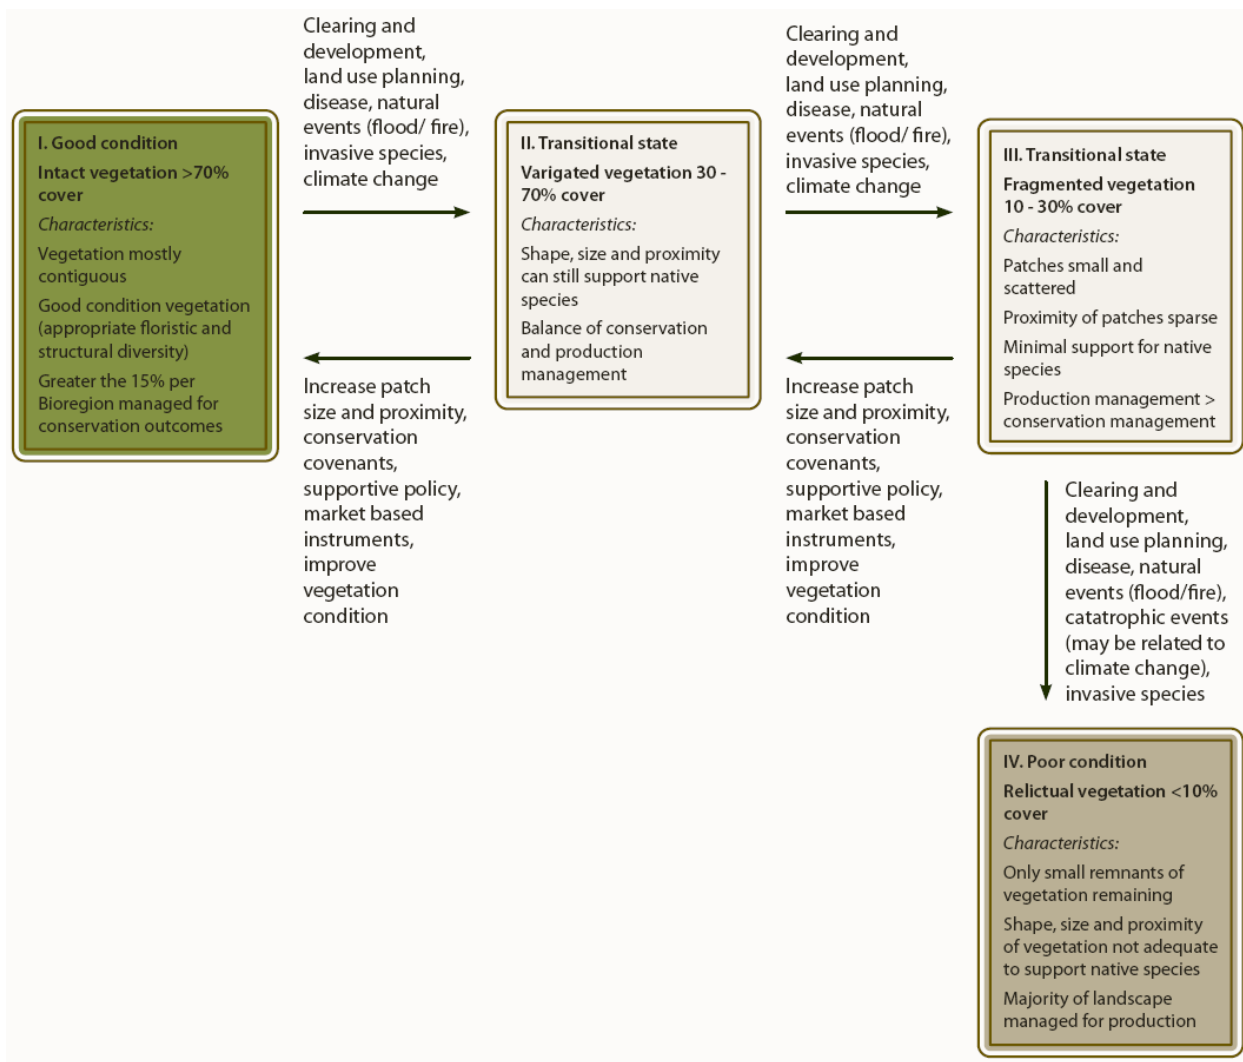 Clearing and
development,
land use planning,
disease, natural
events (flood/ fire),
invasive species,
climate change
Clearing and
development,
land use planning,
disease, natural
events (flood/ fire),
invasive species,
climate change
I. Good condition
Intact vegetation >70%
cover
Characteristics:
Vegetation mostly
contiguous
Good condition vegetation
(appropriate floristic and
structural diversity)
Greater the 15% per
Bioregion managed for
conservation outcomes
II. Transitional state
Varigated vegetation 30 -
70% cover
Characteristics:
Shape, size and proximity
can still support native
species
Balance of conservation
and production
management
III. Transitional state
Fragmented vegetation
10 - 30% cover
Characteristics:
Patches small and
scattered
Proximity of patches sparse
Minimal support for native
species
Production management >
conservation management
Increase patch
size and proximity,
conservation
covenants,
supportive policy,
market based
instruments,
improve
vegetation
condition
Increase patch
size and proximity,
conservation
covenants,
supportive policy,
market based
instruments,
improve
vegetation
condition
Clearing and
development,
land use planning,
disease, natural
events (flood/fire),
catatrophic events
(may be related to
climate change),
invasive species
IV. Poor condition
Relictual vegetation <10%
cover
Characteristics:
Only small remnants of
vegetation remaining
Shape, size and proximity
of vegetation not adequate
to support native species
Majority of landscape
managed for production